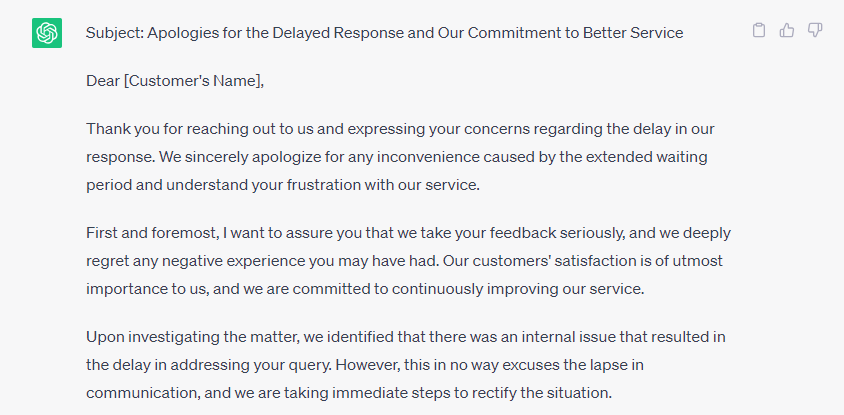 Subject: Apologies for the Delayed Response and Our Commitment to Better Service
Dear [Customer's Name],
Thank you for reaching out to us and expressing your concerns regarding the delay in our
response. We sincerely apologize for any inconvenience caused by the extended waiting
period and understand your frustration with our service.
First and foremost, I want to assure you that we take your feedback seriously, and we deeply
regret any negative experience you may have had. Our customers' satisfaction is of utmost
importance to us, and we are committed to continuously improving our service.
Upon investigating the matter, we identified that there was an internal issue that resulted in
the delay in addressing your query. However, this in no way excuses the lapse in
communication, and we are taking immediate steps to rectify the situation.